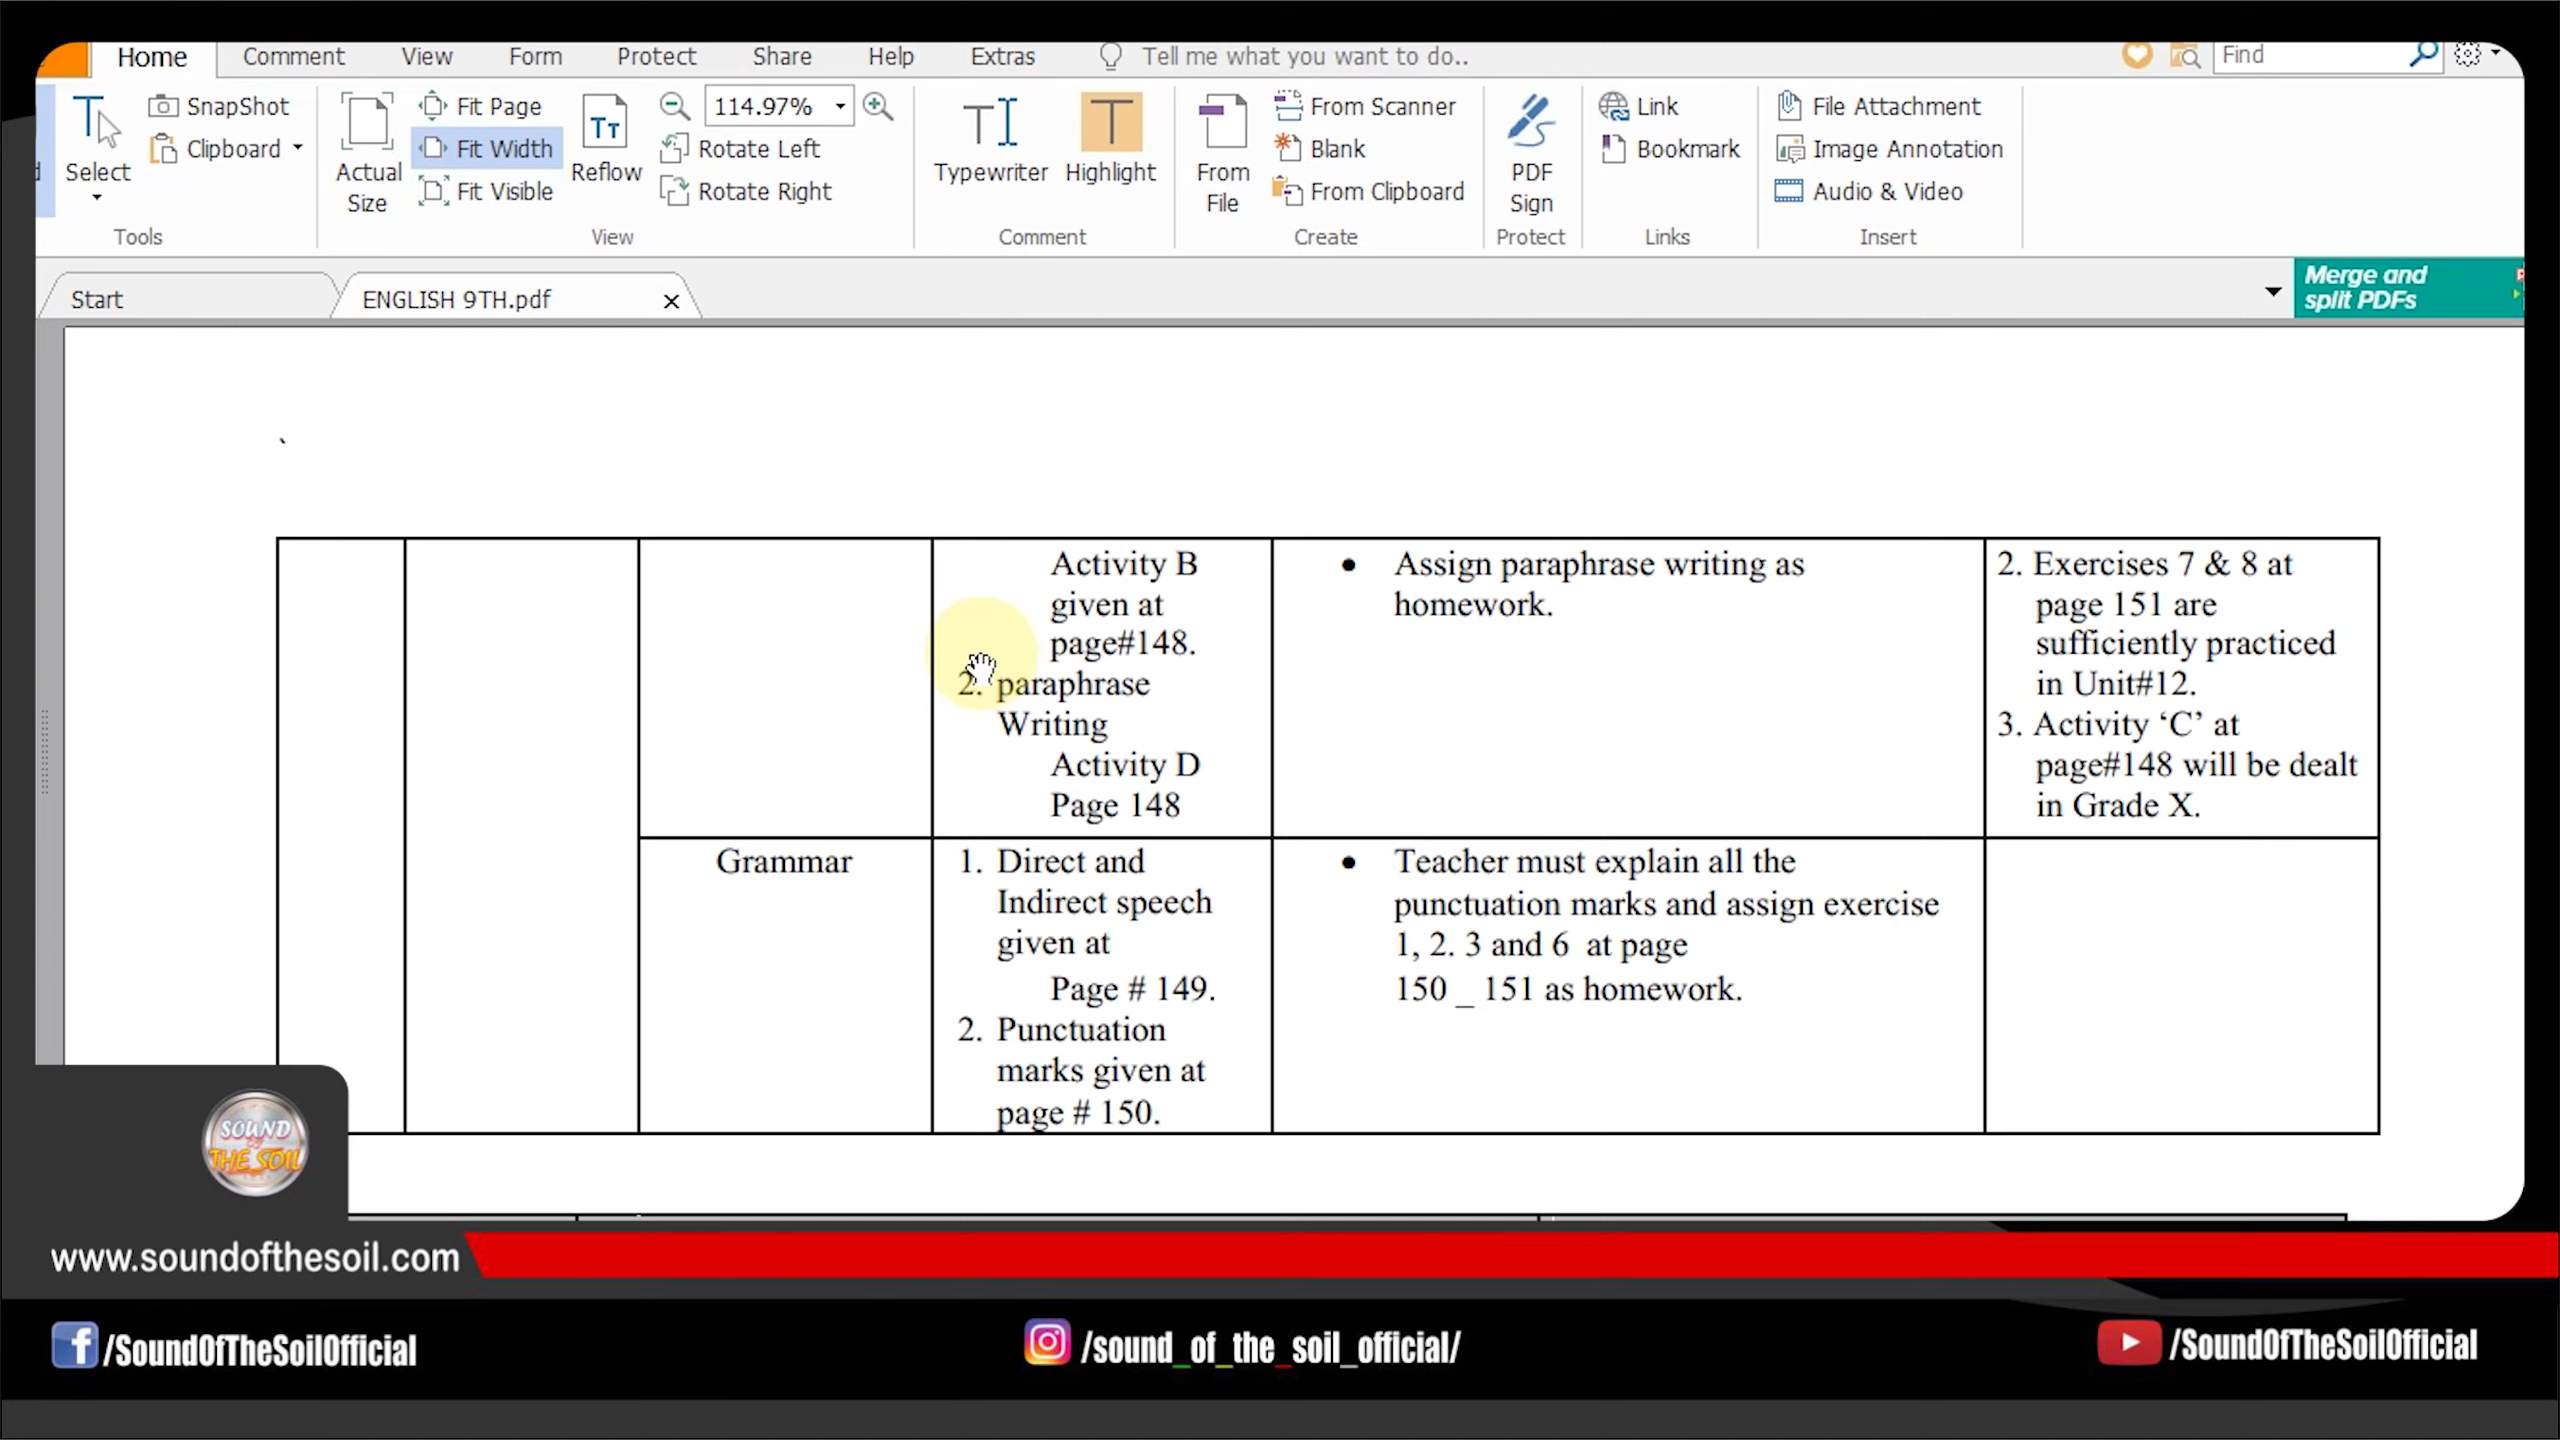 Home Comment View Form Protect Share Help Extras Tell me what you want to do.. Find
Select
SnapShot
Clipboard
Tools
Actual
Size
Fit Page
Fit Width
Fit Visible
Reflow
114.97%
Rotate Left
Rotate Right
View
Typewriter
Highlight
Comment
From
File
From Scanner
Blank
From Clipboard
Create
PDF
Sign
Protect
Link
Bookmark
Links
File Attachment
Image Annotation
Audio & Video
Insert
Start
ENGLISH 9TH.pdf
Merge and
split PDFs
Activity B
given at
page#148.
2. paraphrase
Writing
Activity D
Page 148
• Assign paraphrase writing as
homework.
2. Exercises 7 & 8 at
page 151 are
sufficiently practiced
in Unit#12.
3. Activity ‘C’ at
page#148 will be dealt
in Grade X.
Grammar
1. Direct and
Indirect speech
given at
Page # 149.
2. Punctuation
marks given at
page # 150.
• Teacher must explain all the
punctuation marks and assign exercise
1, 2. 3 and 6 at page
150 _ 151 as homework.
SOUND
OF
THE SOIL
www.soundofthesoil.com
/SoundOfTheSoilOfficial
/sound_of_the_soil_official/
/SoundOfTheSoilOfficial